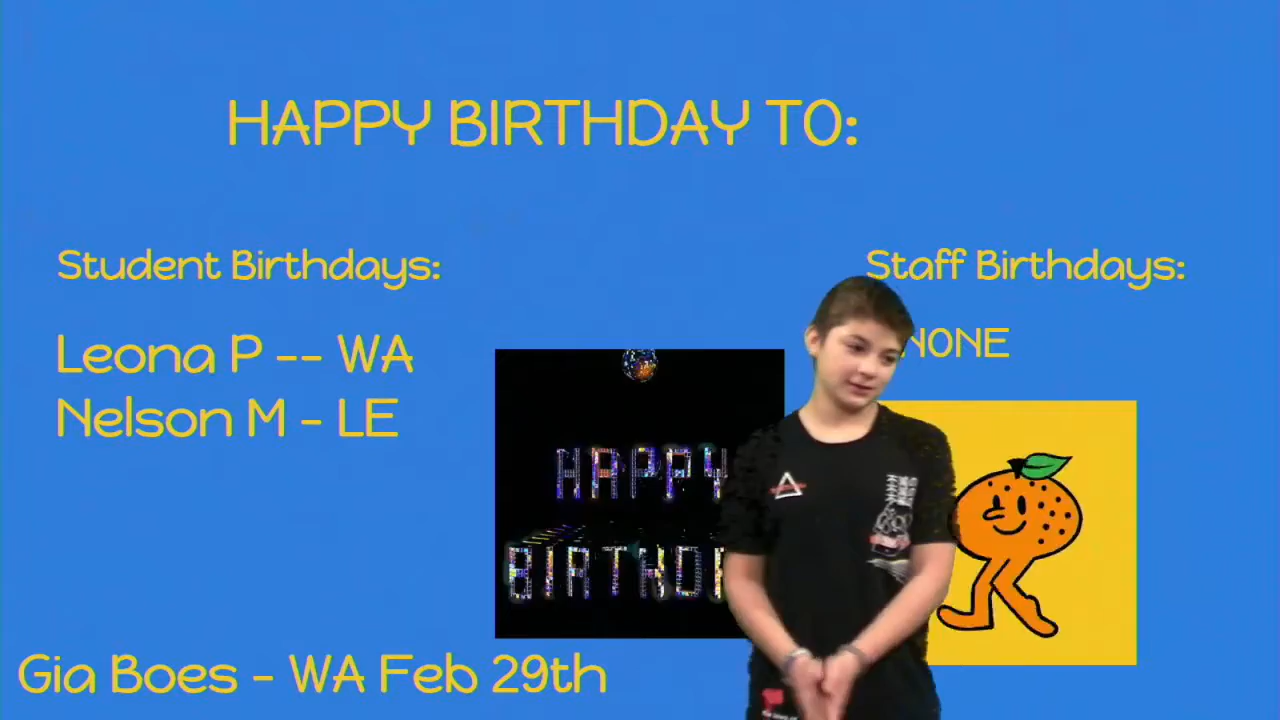 HAPPY BIRTHDAY TO:
Student Birthdays:
Staff Birthdays:
Leona P -- WA
Nelson M - LE
NONE
HAPPY
BIRTHD
Gia Boes - WA Feb 29th